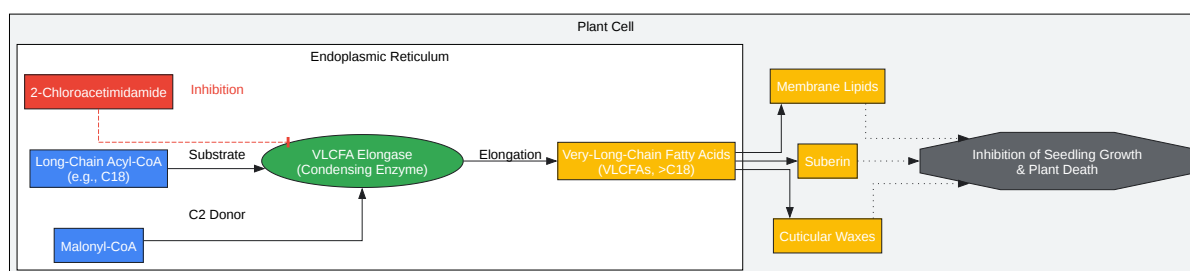 Plant Cell
Endoplasmic Reticulum
2-Chloroacetimidamide
Inhibition
Long-Chain Acyl-CoA
(e.g., C18)
Substrate
VLCFA Elongase
(Condensing Enzyme)
Elongation
Very-Long-Chain Fatty Acids
(VLCFAs, >C18)
C2 Donor
Malonyl-CoA
Membrane Lipids
Suberin
Cuticular Waxes
Inhibition of Seedling Growth
& Plant Death